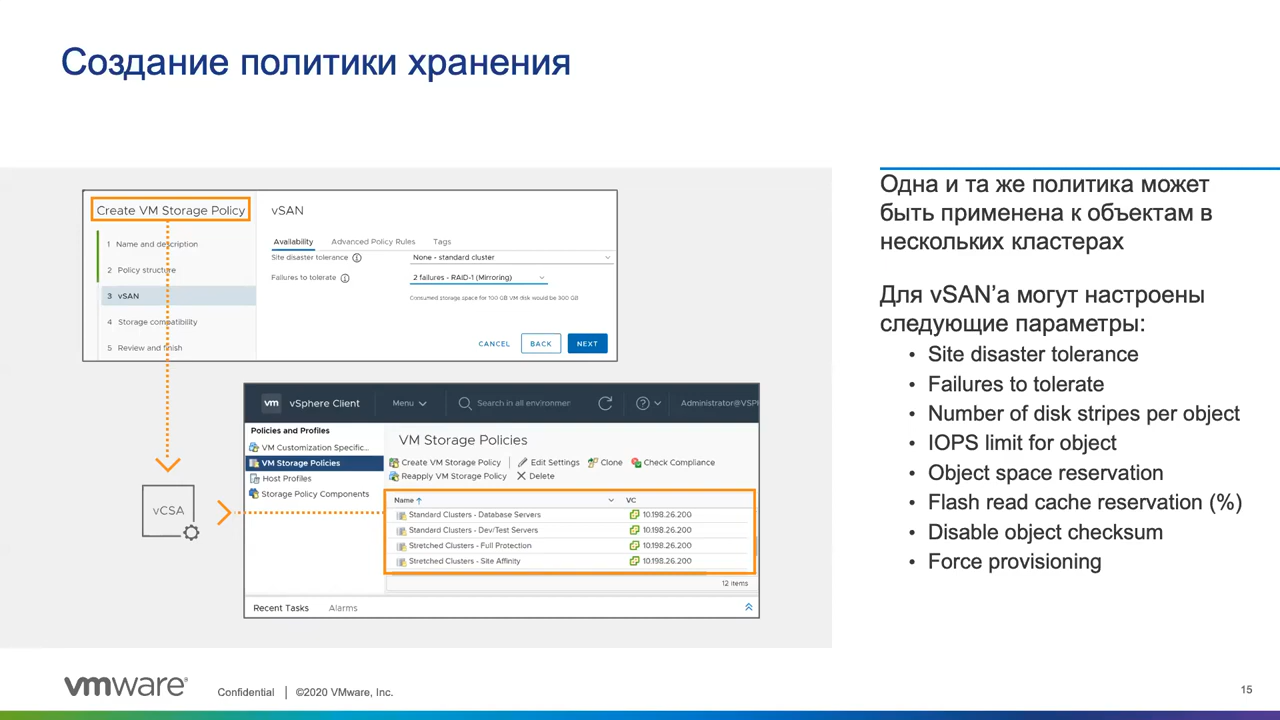 Создание политики хранения
Create VM Storage Policy
1 Name and description
2 Policy structure
3 vSAN
4 Storage compatibility
5 Review and finish
vSAN
Availability Advanced Policy Rules Tags
Site disaster tolerance None - standard cluster
Failures to tolerate 2 failures - RAID-1 (Mirroring)
Consumed storage space for 100 GB VM disk would be 300 GB
CANCEL BACK NEXT
vCSA
vm vSphere Client Menu Search in all environmen Administrator@VSPH
Policies and Profiles
VM Customization Specific...
VM Storage Policies
Host Profiles
Storage Policy Components
VM Storage Policies
Create VM Storage Policy Edit Settings Clone Check Compliance
Reapply VM Storage Policy Delete
Name VC
Standard Clusters - Database Servers 10.198.26.200
Standard Clusters - Dev/Test Servers 10.198.26.200
Stretched Clusters - Full Protection 10.198.26.200
Stretched Clusters - Site Affinity 10.198.26.200
12 items
Recent Tasks Alarms
Одна и та же политика может
быть применена к объектам в
нескольких кластерах
Для vSAN’а могут настроены
следующие параметры:
• Site disaster tolerance
• Failures to tolerate
• Number of disk stripes per object
• IOPS limit for object
• Object space reservation
• Flash read cache reservation (%)
• Disable object checksum
• Force provisioning
vmware®
Confidential | ©2020 VMware, Inc.
15